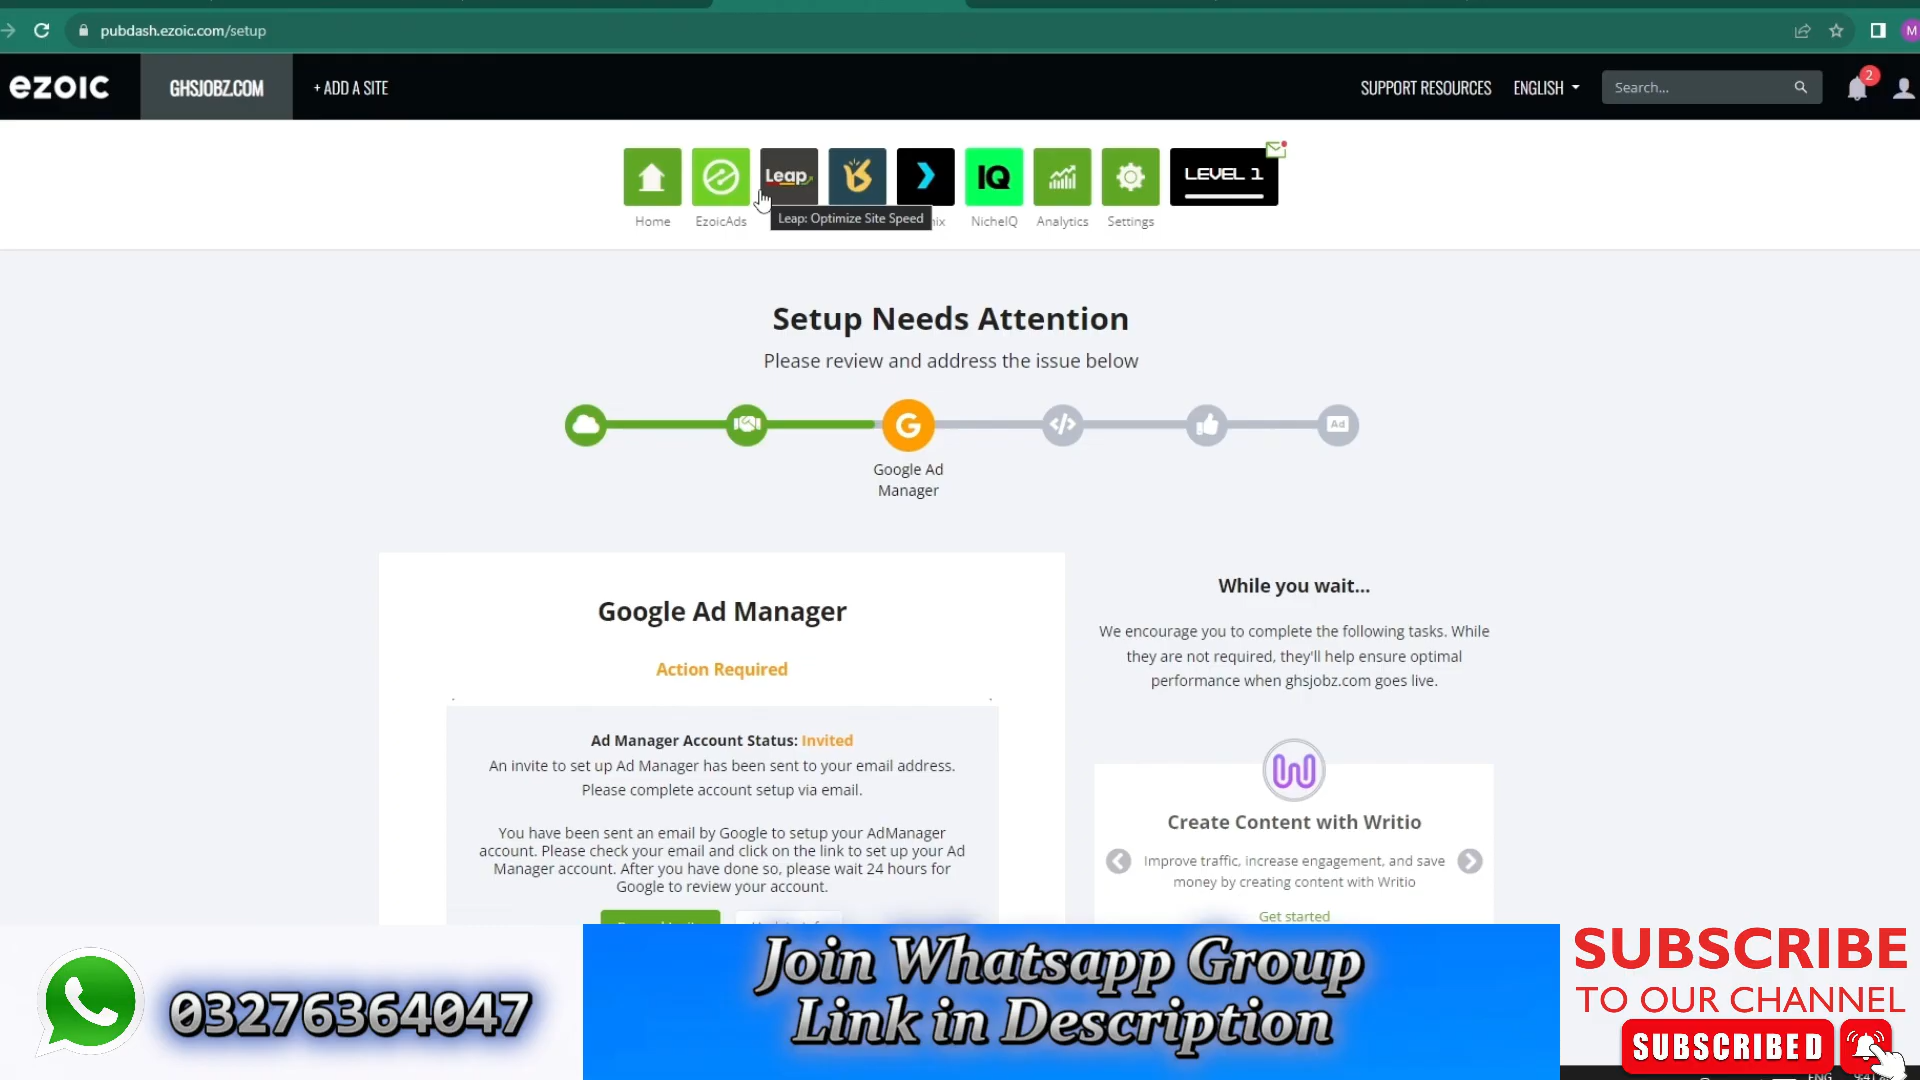 pubdash.ezoic.com/setup
M
ezoic
GHSJOBZ.COM
+ ADD A SITE
SUPPORT RESOURCES
ENGLISH
Search...
2
Leap
IQ
LEVEL 1
Leap: Optimize Site Speed
Home
EzoicAds
NicheIQ
Analytics
Settings
Setup Needs Attention
Please review and address the issue below
G
</>
Ad
Google Ad
Manager
Google Ad Manager
Action Required
Ad Manager Account Status: Invited
An invite to set up Ad Manager has been sent to your email address.
Please complete account setup via email.
You have been sent an email by Google to setup your AdManager
account. Please check your email and click on the link to set up your Ad
Manager account. After you have done so, please wait 24 hours for
Google to review your account.
While you wait...
We encourage you to complete the following tasks. While
they are not required, they'll help ensure optimal
performance when ghsjobz.com goes live.
Create Content with Writio
Improve traffic, increase engagement, and save
money by creating content with Writio
Get started
03276364047
Join Whatsapp Group
Link in Description
SUBSCRIBE
TO OUR CHANNEL
SUBSCRIBED